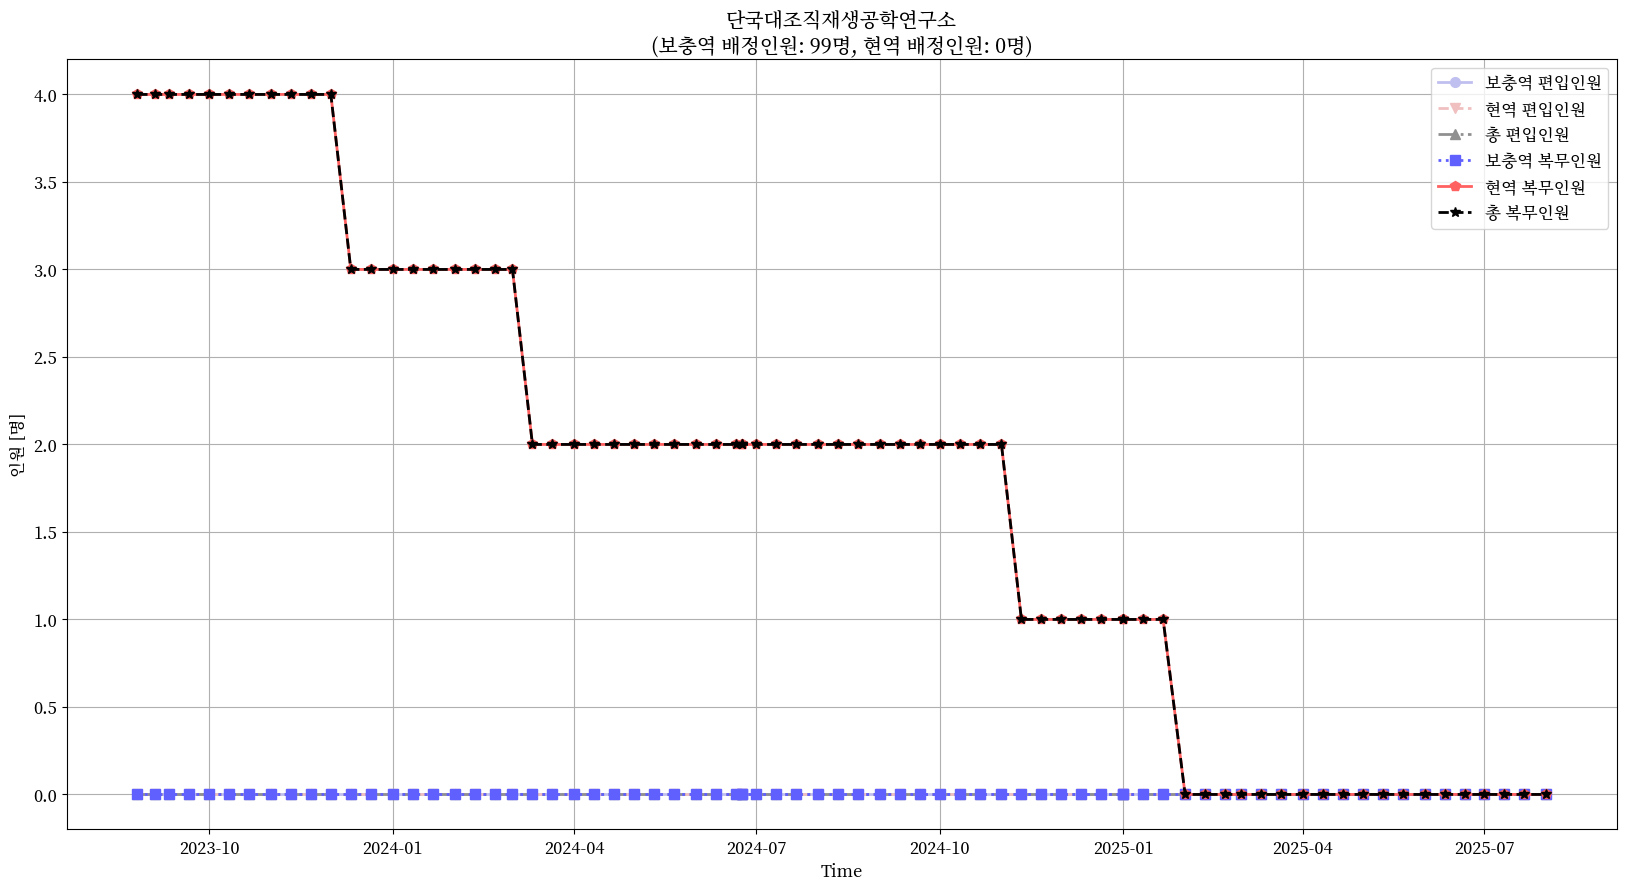 단국대조직재생공학연구소
(보충역 배정인원: 99명, 현역 배정인원: 0명)
보충역 편입인원
현역 편입인원
총 편입인원
보충역 복무인원
현역 복무인원
총 복무인원
인원 [명]
4.0
3.5
3.0
2.5
2.0
1.5
1.0
0.5
0.0
2023-10
2024-01
2024-04
2024-07
2024-10
2025-01
2025-04
2025-07
Time